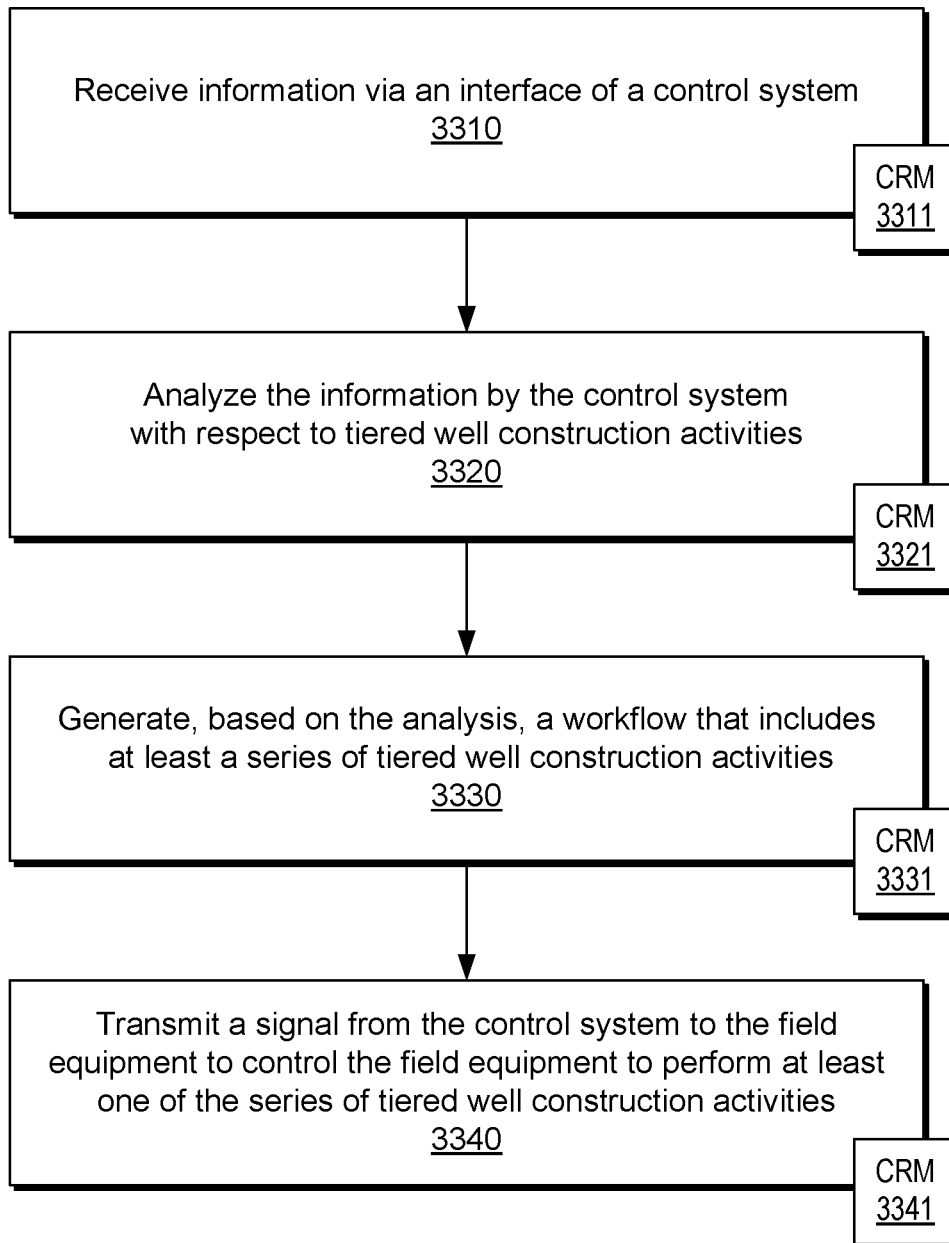 Receive information via an interface of a control system
3310
CRM
3311
Analyze the information by the control system
with respect to tiered well construction activities
3320
CRM
3321
Generate, based on the analysis, a workflow that includes
at least a series of tiered well construction activities
3330
CRM
3331
Transmit a signal from the control system to the field
equipment to control the field equipment to perform at least
one of the series of tiered well construction activities
3340
CRM
3341